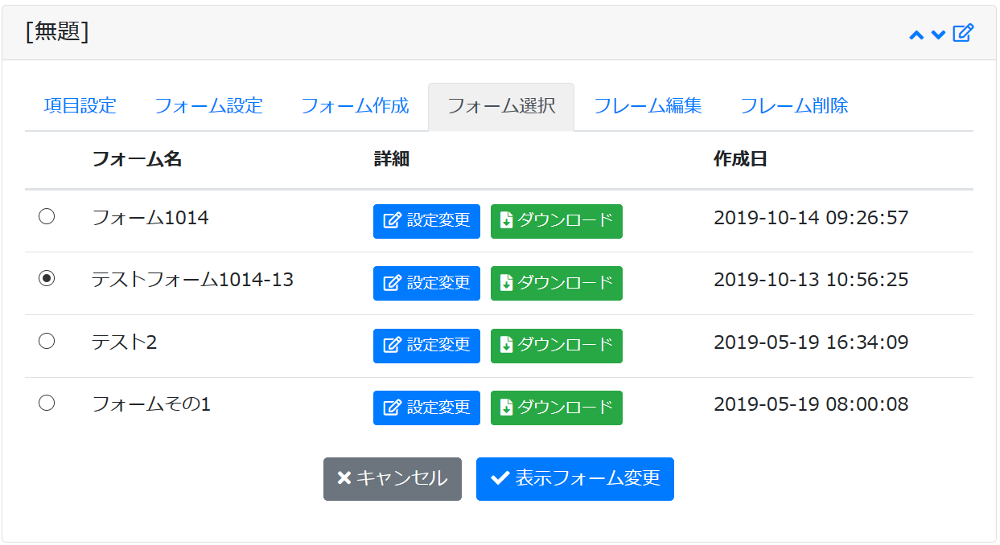 [無題]
項目設定 フォーム設定 フォーム作成 フォーム選択 フレーム編集 フレーム削除
フォーム名 詳細 作成日
フォーム1014 設定変更 ダウンロード 2019-10-14 09:26:57
テストフォーム1014-13 設定変更 ダウンロード 2019-10-13 10:56:25
テスト2 設定変更 ダウンロード 2019-05-19 16:34:09
フォームその1 設定変更 ダウンロード 2019-05-19 08:00:08
キャンセル 表示フォーム変更